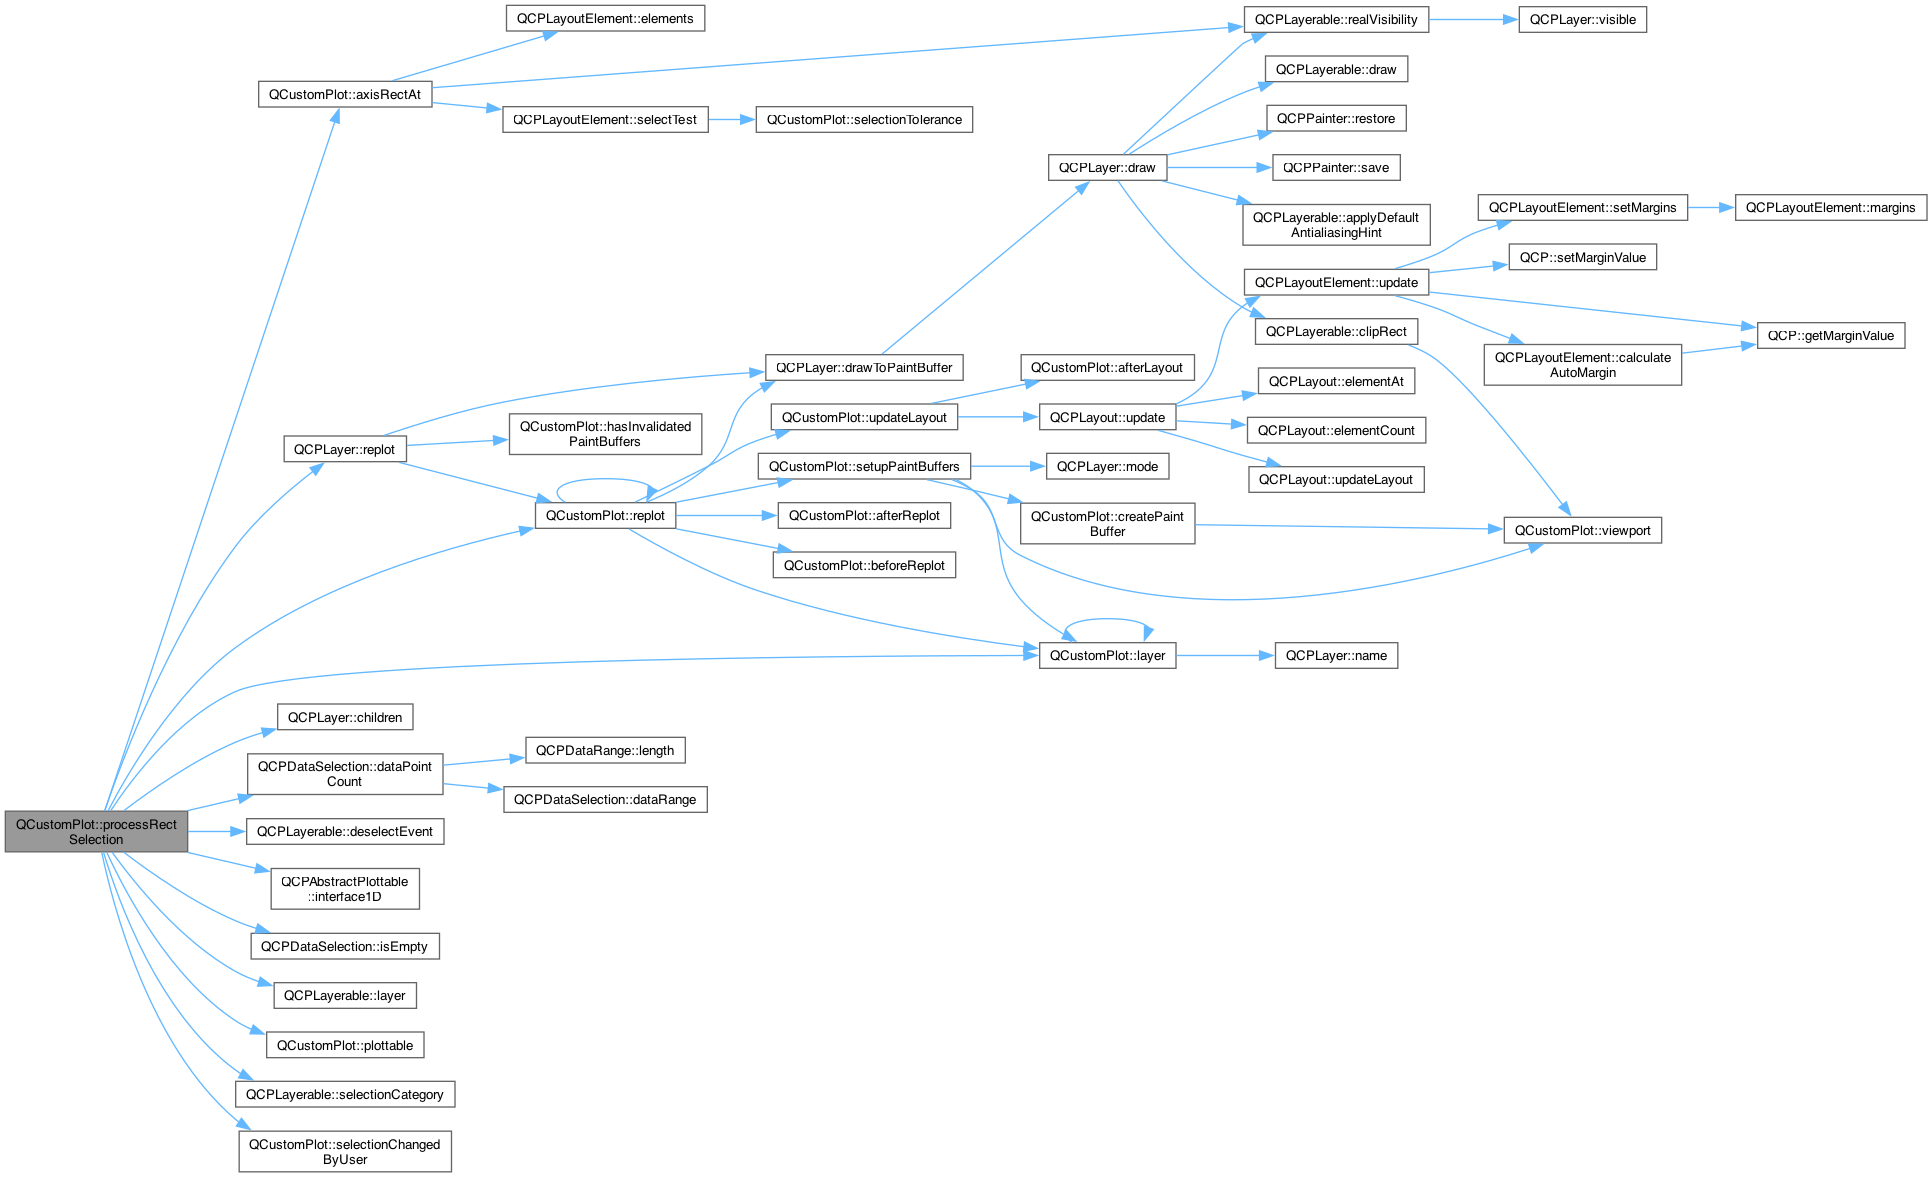 QCustomPlot::processRect
Selection
QCustomPlot::axisRectAt
QCPLayoutElement::elements
QCPLayerable::realVisibility
QCPLayer::visible
QCPLayoutElement::selectTest
QCustomPlot::selectionTolerance
QCPLayerable::draw
QCPPainter::restore
QCPLayer::draw
QCPPainter::save
QCPLayerable::applyDefault
AntialiasingHint
QCPLayoutElement::setMargins
QCPLayoutElement::margins
QCP::setMarginValue
QCPLayoutElement::update
QCPLayerable::clipRect
QCP::getMarginValue
QCPLayoutElement::calculate
AutoMargin
QCPLayer::drawToPaintBuffer
QCustomPlot::afterLayout
QCPLayout::elementAt
QCustomPlot::updateLayout
QCPLayout::update
QCPLayout::elementCount
QCustomPlot::hasInvalidated
PaintBuffers
QCPLayer::replot
QCustomPlot::setupPaintBuffers
QCPLayer::mode
QCPLayout::updateLayout
QCustomPlot::replot
QCustomPlot::afterReplot
QCustomPlot::createPaint
Buffer
QCustomPlot::viewport
QCustomPlot::beforeReplot
QCustomPlot::layer
QCPLayer::name
QCPLayer::children
QCPDataSelection::dataPoint
Count
QCPDataRange::length
QCPDataSelection::dataRange
QCPLayerable::deselectEvent
QCPAbstractPlottable
::interface1D
QCPDataSelection::isEmpty
QCPLayerable::layer
QCustomPlot::plottable
QCPLayerable::selectionCategory
QCustomPlot::selectionChanged
ByUser